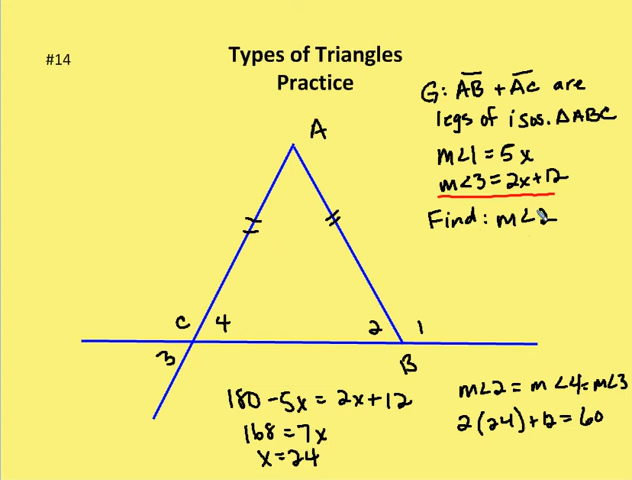 #14
Types of Triangles
Practice
G: AB + AC are
legs of isos. △ABC
m∠1 = 5x
m∠3 = 2x+12
Find: m∠2
A
C 4 2 1
3 B
180 - 5x = 2x + 12
168 = 7x
x = 24
m∠2 = m∠4 = m∠3
2(24) + 12 = 60